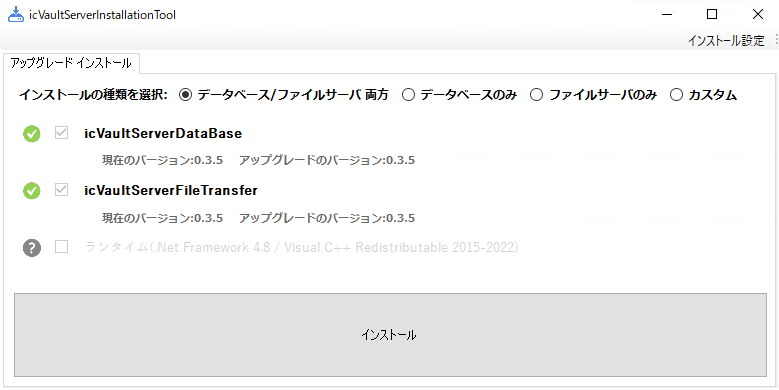 icVaultServerInstallationTool
インストール設定
アップグレード インストール
インストールの種類を選択: データベース/ファイルサーバ 両方 データベースのみ ファイルサーバのみ カスタム
icVaultServerDataBase
現在のバージョン:0.3.5 アップグレードのバージョン:0.3.5
icVaultServerFileTransfer
現在のバージョン:0.3.5 アップグレードのバージョン:0.3.5
ランタイム(.Net Framework 4.8 / Visual C++ Redistributable 2015-2022)
インストール